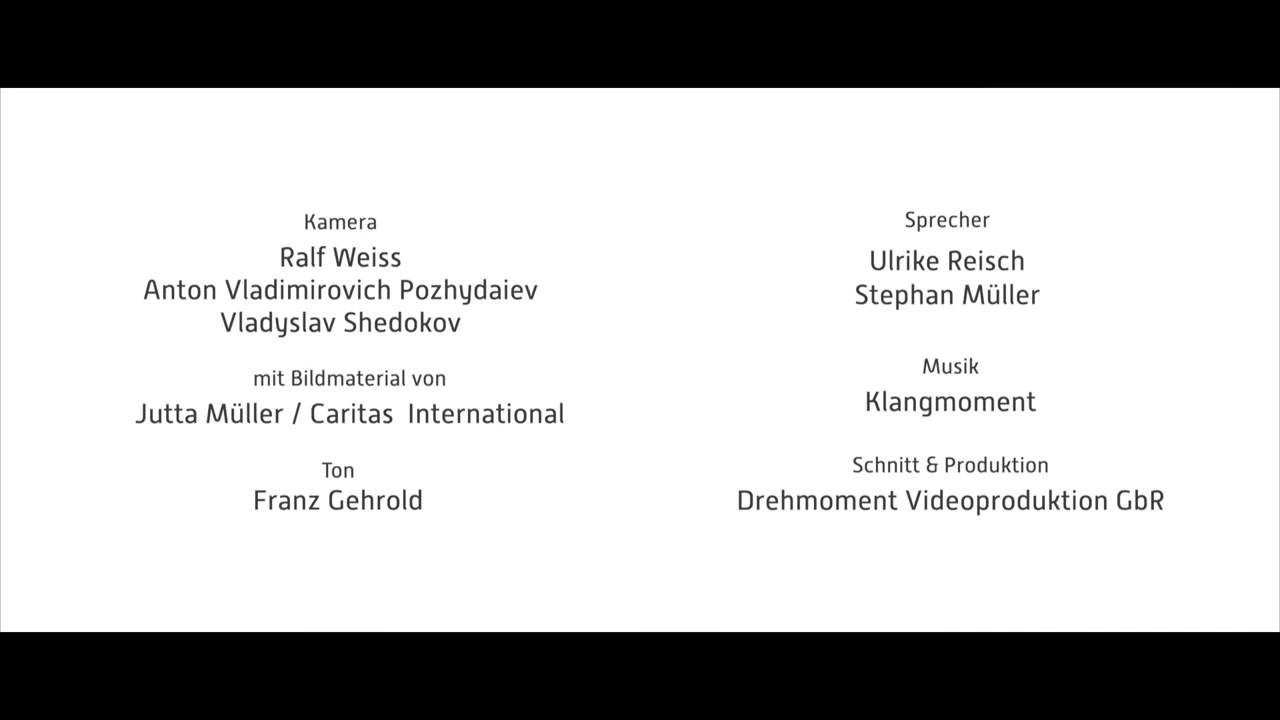 Kamera
Ralf Weiss
Anton Vladimirovich Pozhydaiev
Vladyslav Shedokov
mit Bildmaterial von
Jutta Müller / Caritas International
Ton
Franz Gehrold
Sprecher
Ulrike Reisch
Stephan Müller
Musik
Klangmoment
Schnitt & Produktion
Drehmoment Videoproduktion GbR